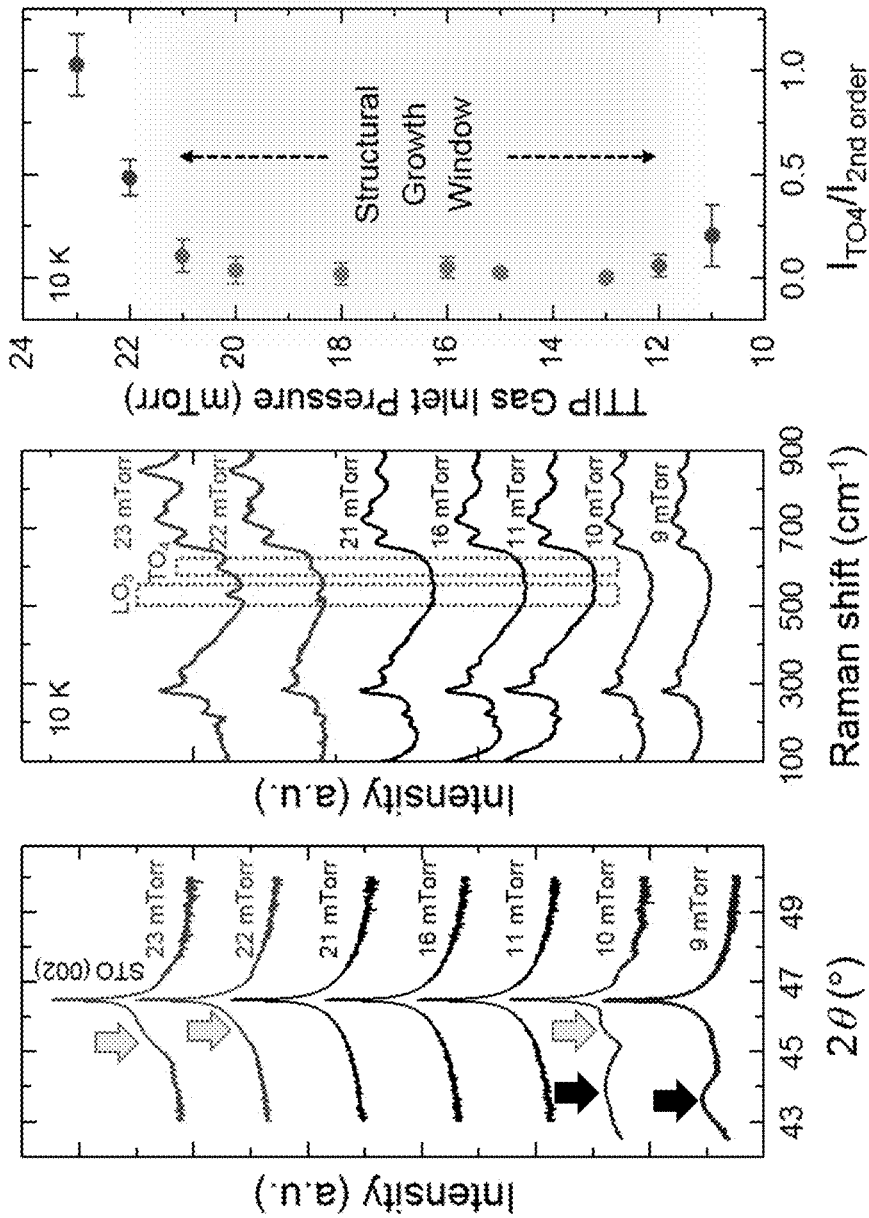 Intensity (a.u.)
STO (002)
23 mTorr
22 mTorr
21 mTorr
16 mTorr
11 mTorr
10 mTorr
9 mTorr
43
45
47
49
2θ (°)
Intensity (a.u.)
10 K
LO3
TO4
23 mTorr
22 mTorr
21 mTorr
16 mTorr
11 mTorr
10 mTorr
9 mTorr
100
300
500
700
900
Raman shift (cm⁻¹)
TTIP Gas Inlet Pressure (mTorr)
24
22
20
18
16
14
12
10
10 K
Structural
Growth
Window
0.0
0.5
1.0
I_TO4/I_2nd order